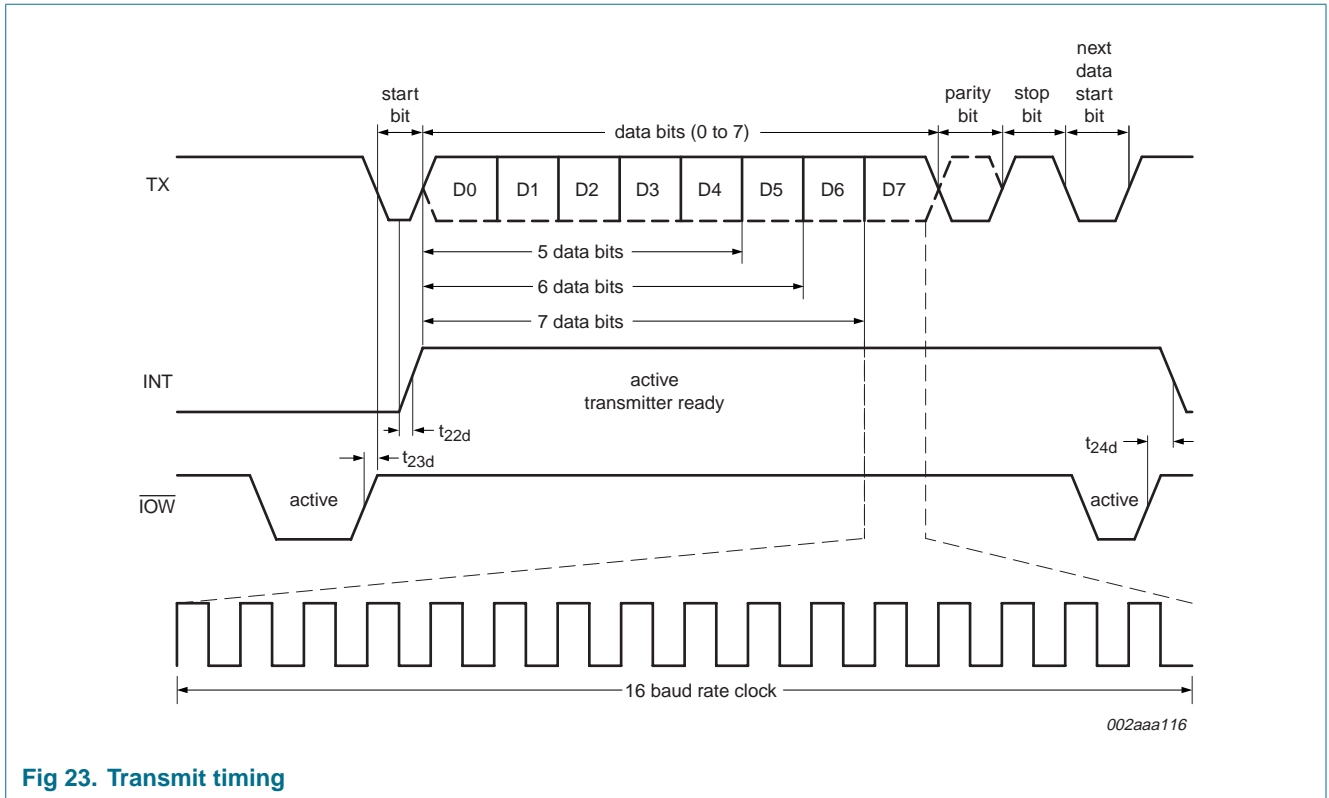 start
bit
data bits (0 to 7)
parity
bit
stop
bit
next
data
start
bit
TX
D0 D1 D2 D3 D4 D5 D6 D7
5 data bits
6 data bits
7 data bits
INT
active
transmitter ready
t22d
t23d
t24d
IOW
active
active
16 baud rate clock
002aaa116
Fig 23. Transmit timing